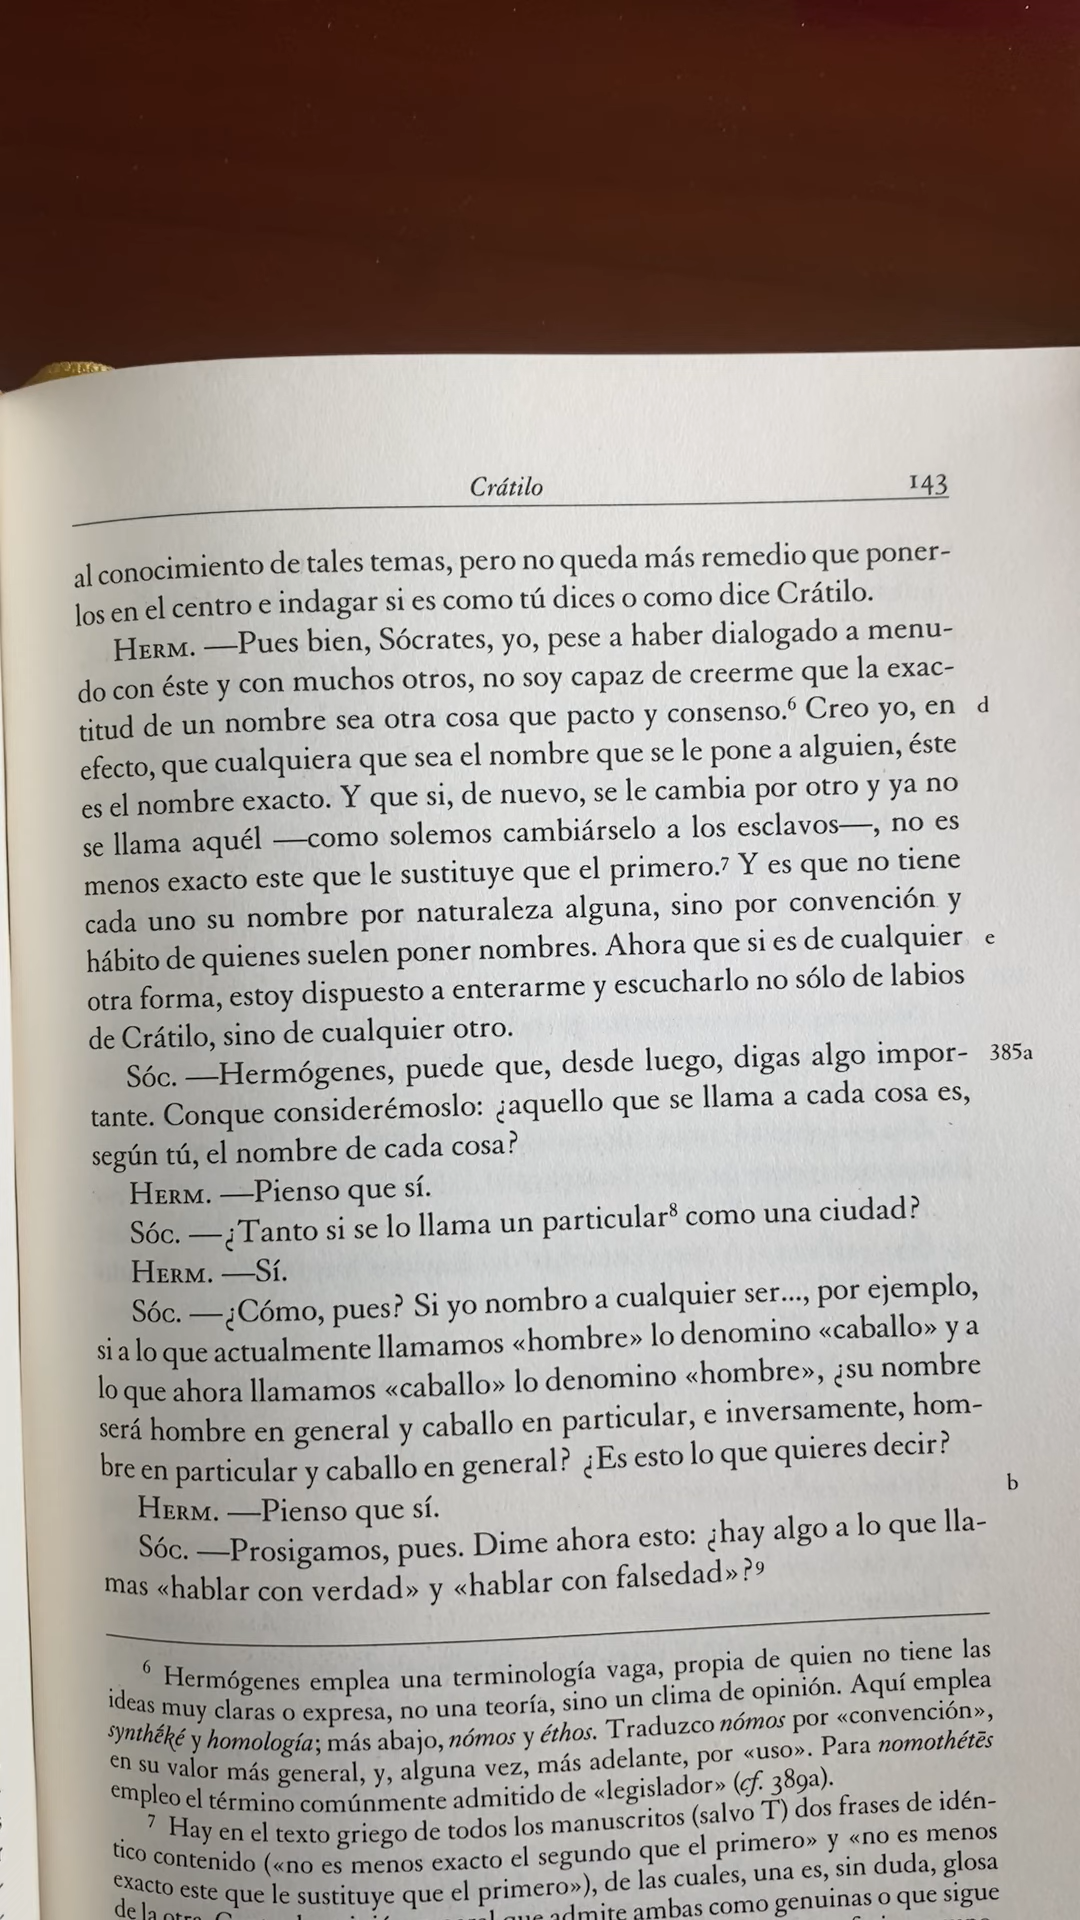 Crátilo 143
al conocimiento de tales temas, pero no queda más remedio que poner-
los en el centro e indagar si es como tú dices o como dice Crátilo.
HERM. —Pues bien, Sócrates, yo, pese a haber dialogado a menu-
do con éste y con muchos otros, no soy capaz de creerme que la exac-
titud de un nombre sea otra cosa que pacto y consenso.⁶ Creo yo, en d
efecto, que cualquiera que sea el nombre que se le pone a alguien, éste
es el nombre exacto. Y que si, de nuevo, se le cambia por otro y ya no
se llama aquél —como solemos cambiárselo a los esclavos—, no es
menos exacto este que le sustituye que el primero.⁷ Y es que no tiene
cada uno su nombre por naturaleza alguna, sino por convención y
hábito de quienes suelen poner nombres. Ahora que si es de cualquier e
otra forma, estoy dispuesto a enterarme y escucharlo no sólo de labios
de Crátilo, sino de cualquier otro.
SÓC. —Hermógenes, puede que, desde luego, digas algo impor- 385a
tante. Conque considerémoslo: ¿aquello que se llama a cada cosa es,
según tú, el nombre de cada cosa?
HERM. —Pienso que sí.
SÓC. —¿Tanto si se lo llama un particular⁸ como una ciudad?
HERM. —Sí.
SÓC. —¿Cómo, pues? Si yo nombro a cualquier ser..., por ejemplo,
si a lo que actualmente llamamos «hombre» lo denomino «caballo» y a
lo que ahora llamamos «caballo» lo denomino «hombre», ¿su nombre
será hombre en general y caballo en particular, e inversamente, hom-
bre en particular y caballo en general? ¿Es esto lo que quieres decir?
HERM. —Pienso que sí. b
SÓC. —Prosigamos, pues. Dime ahora esto: ¿hay algo a lo que lla-
mas «hablar con verdad» y «hablar con falsedad»?⁹
⁶ Hermógenes emplea una terminología vaga, propia de quien no tiene las
ideas muy claras o expresa, no una teoría, sino un clima de opinión. Aquí emplea
synthḗkē y homología; más abajo, nómos y éthos. Traduzco nómos por «convención»,
en su valor más general, y, alguna vez, más adelante, por «uso». Para nomothétēs
empleo el término comúnmente admitido de «legislador» (cf. 389a).
⁷ Hay en el texto griego de todos los manuscritos (salvo T) dos frases de idén-
tico contenido («no es menos exacto el segundo que el primero» y «no es menos
exacto este que le sustituye que el primero»), de las cuales, una es, sin duda, glosa
de la otra. que admite ambas como genuinas o que sigue